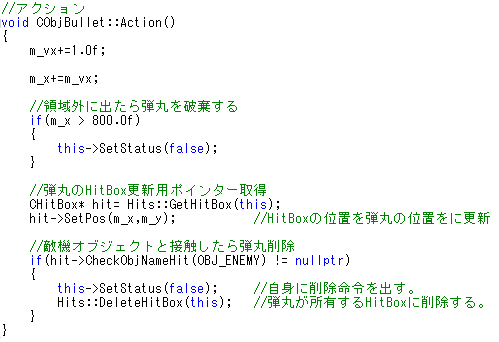 //アクション
void CObjBullet::Action()
{
m_vx+=1.0f;
m_x+=m_vx;
//領域外に出たら弾丸を破棄する
if(m_x > 800.0f)
{
this->SetStatus(false);
}
//弾丸のHitBox更新用ポインター取得
CHitBox* hit= Hits::GetHitBox(this);
hit->SetPos(m_x,m_y); //HitBoxの位置を弾丸の位置をに更新
//敵機オブジェクトと接触したら弾丸削除
if(hit->CheckObjNameHit(OBJ_ENEMY) != nullptr)
{
this->SetStatus(false); //自身に削除命令を出す。
Hits::DeleteHitBox(this); //弾丸が所有するHitBoxに削除する。
}
}